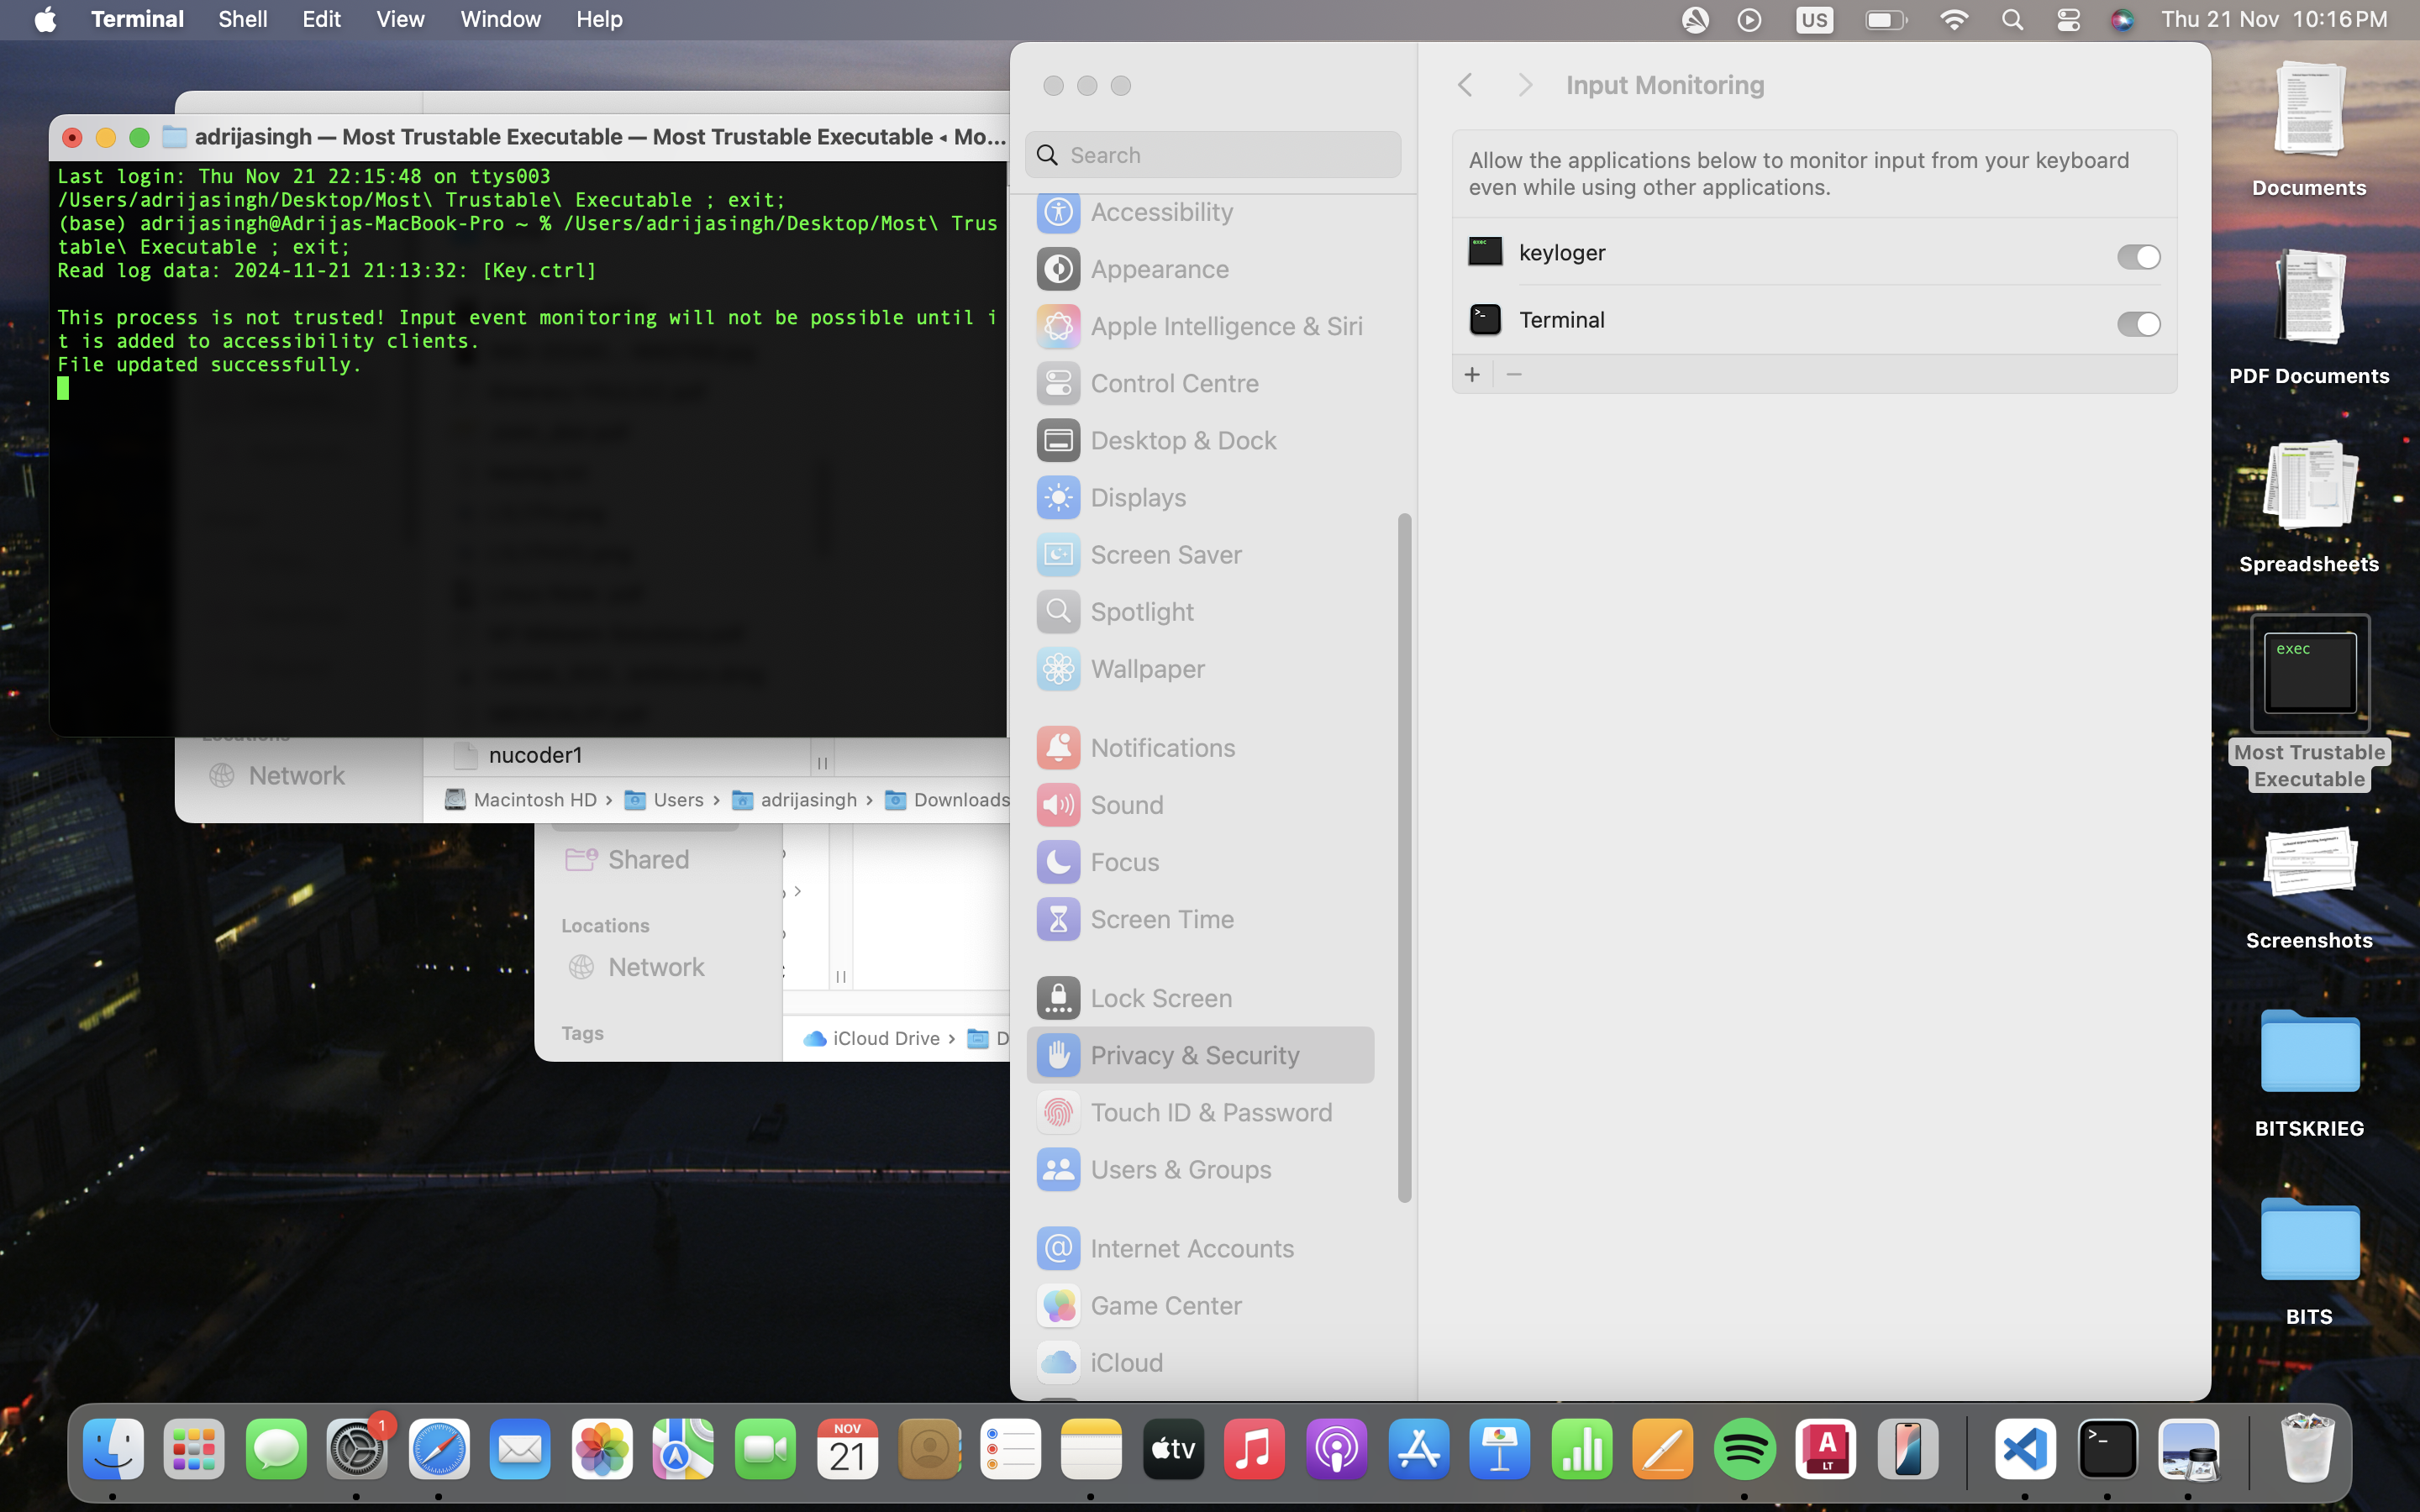 Terminal Shell Edit View Window Help
US
Thu 21 Nov 10:16 PM
adrijasingh — Most Trustable Executable — Most Trustable Executable ◂ Mo...
Last login: Thu Nov 21 22:15:48 on ttys003
/Users/adrijasingh/Desktop/Most\ Trustable\ Executable ; exit;
(base) adrijasingh@Adrijas-MacBook-Pro ~ % /Users/adrijasingh/Desktop/Most\ Trus
table\ Executable ; exit;
Read log data: 2024-11-21 21:13:32: [Key.ctrl]
This process is not trusted! Input event monitoring will not be possible until i
t is added to accessibility clients.
File updated successfully.
Network
nucoder1
Macintosh HD › Users › adrijasingh › Downloads
Shared
Locations
Network
Tags
iCloud Drive › D
Search
Accessibility
Appearance
Apple Intelligence & Siri
Control Centre
Desktop & Dock
Displays
Screen Saver
Spotlight
Wallpaper
Notifications
Sound
Focus
Screen Time
Lock Screen
Privacy & Security
Touch ID & Password
Users & Groups
Internet Accounts
Game Center
iCloud
Input Monitoring
Allow the applications below to monitor input from your keyboard
even while using other applications.
exec
keyloger
Terminal
Documents
PDF Documents
Spreadsheets
exec
Most Trustable
Executable
Screenshots
BITSKRIEG
BITS
1
NOV
21
tv
A
LT